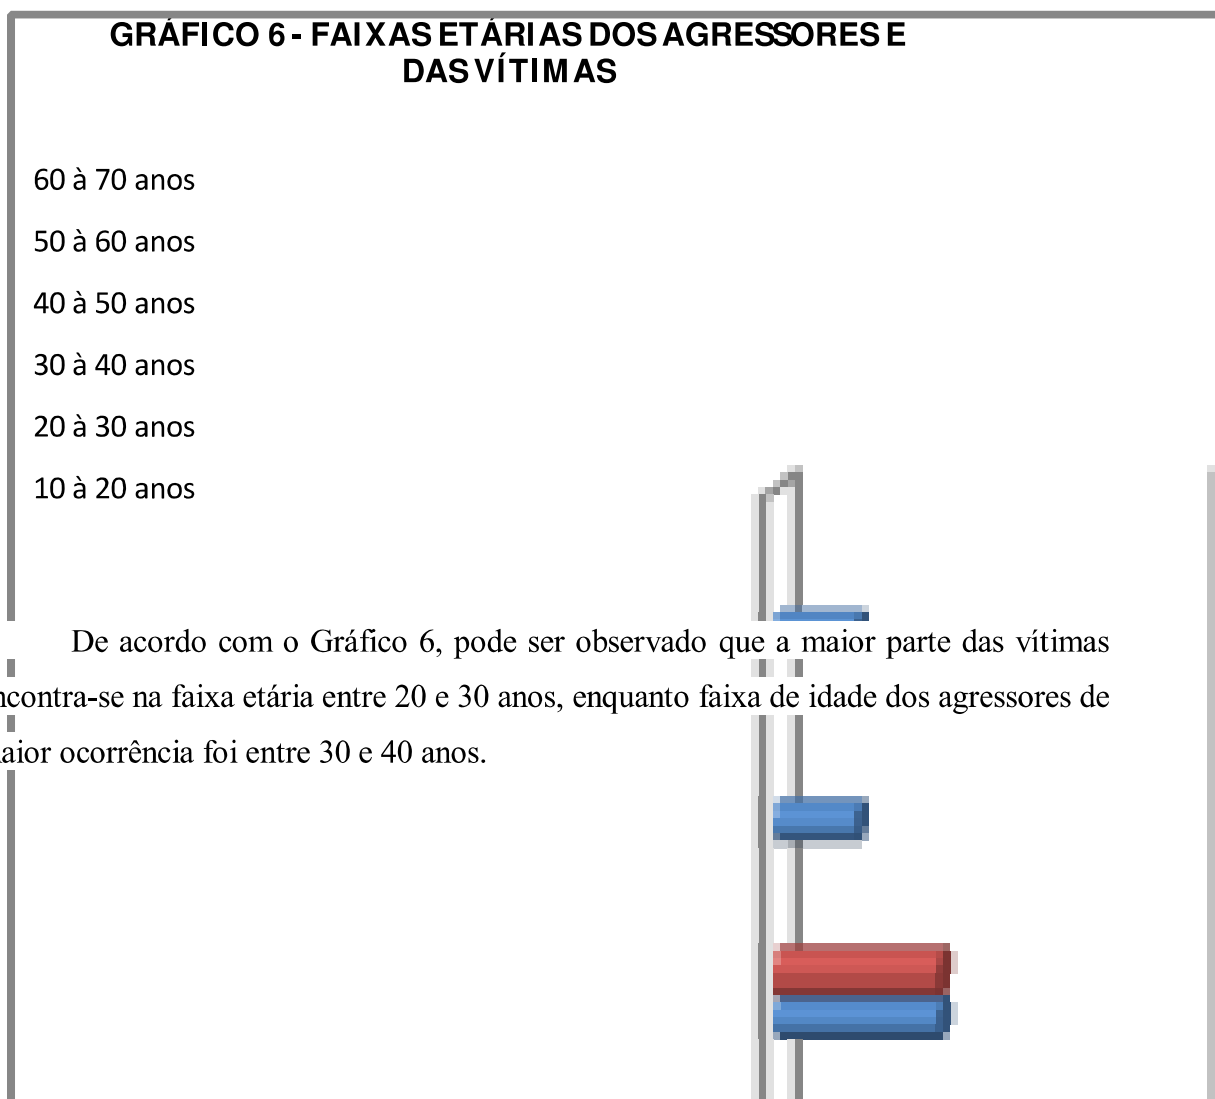 GRÁFICO 6 - FAIXAS ETÁRIAS DOS AGRESSORES E
DAS VÍTIMAS
60 à 70 anos
50 à 60 anos
40 à 50 anos
30 à 40 anos
20 à 30 anos
10 à 20 anos
De acordo com o Gráfico 6, pode ser observado que a maior parte das vítimas
ncontra-se na faixa etária entre 20 e 30 anos, enquanto faixa de idade dos agressores de
aior ocorrência foi entre 30 e 40 anos.